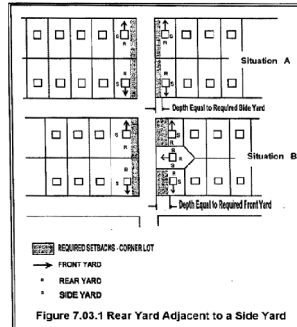 Situation A
Depth Equal to Required Side Yard
Situation B
Depth Equal to Required Front Yard
REQUIRED SETBACKS - CORNER LOT
FRONT YARD
R REAR YARD
S SIDE YARD
Figure 7.03.1 Rear Yard Adjacent to a Side Yard